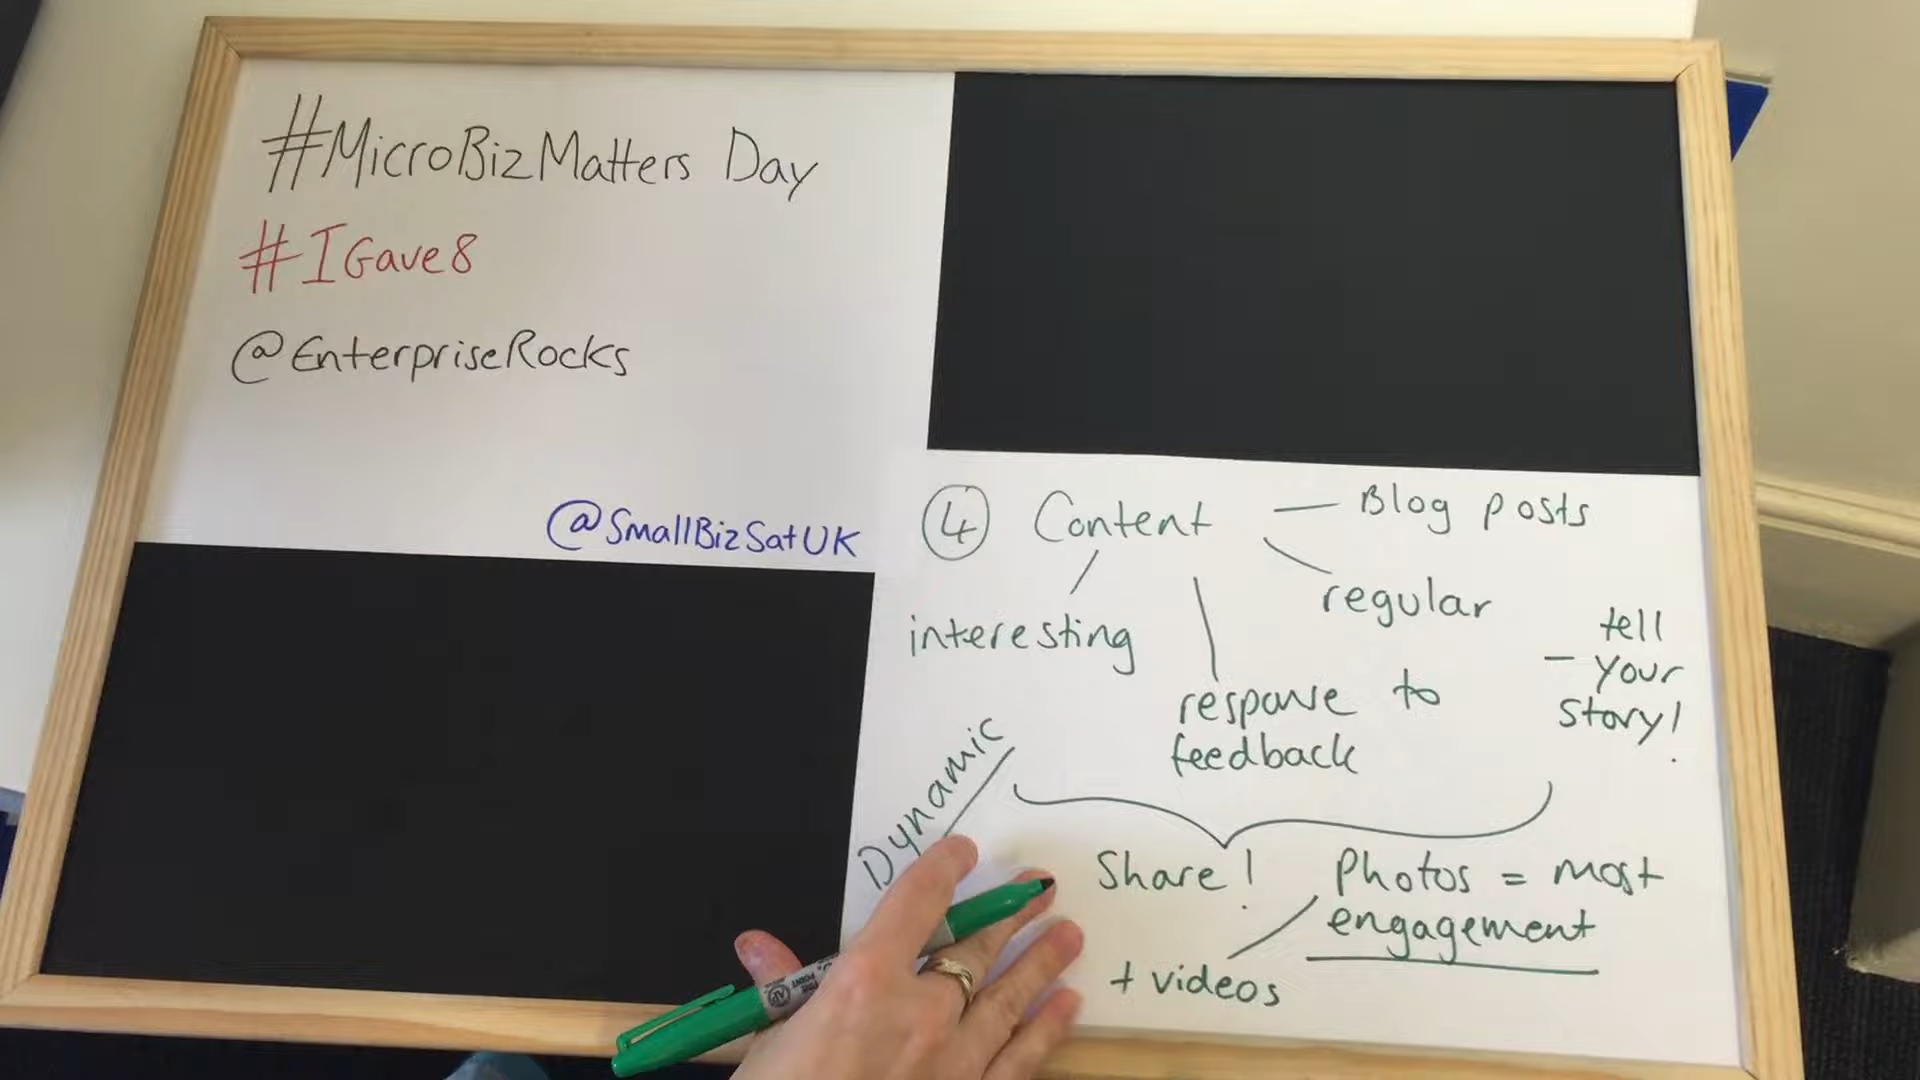 #MicroBizMatters Day
#IGave8
@EnterpriseRocks
@SmallBizSatUK
4 Content
— Blog posts
regular
interesting
response to
feedback
tell
– your
story!
Dynamic
Share!
Photos = most
engagement
+ videos